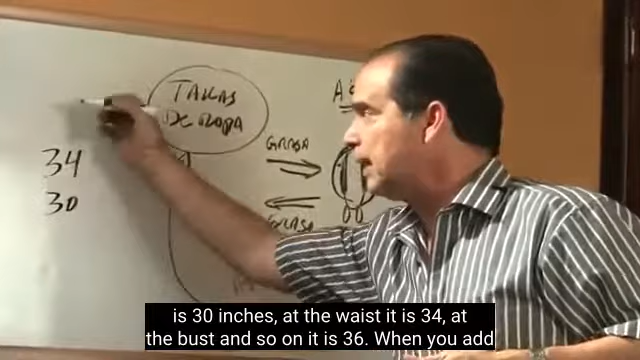 TALLAS
DE ROPA
GRASA
34
30
is 30 inches, at the waist it is 34, at
the bust and so on it is 36. When you add